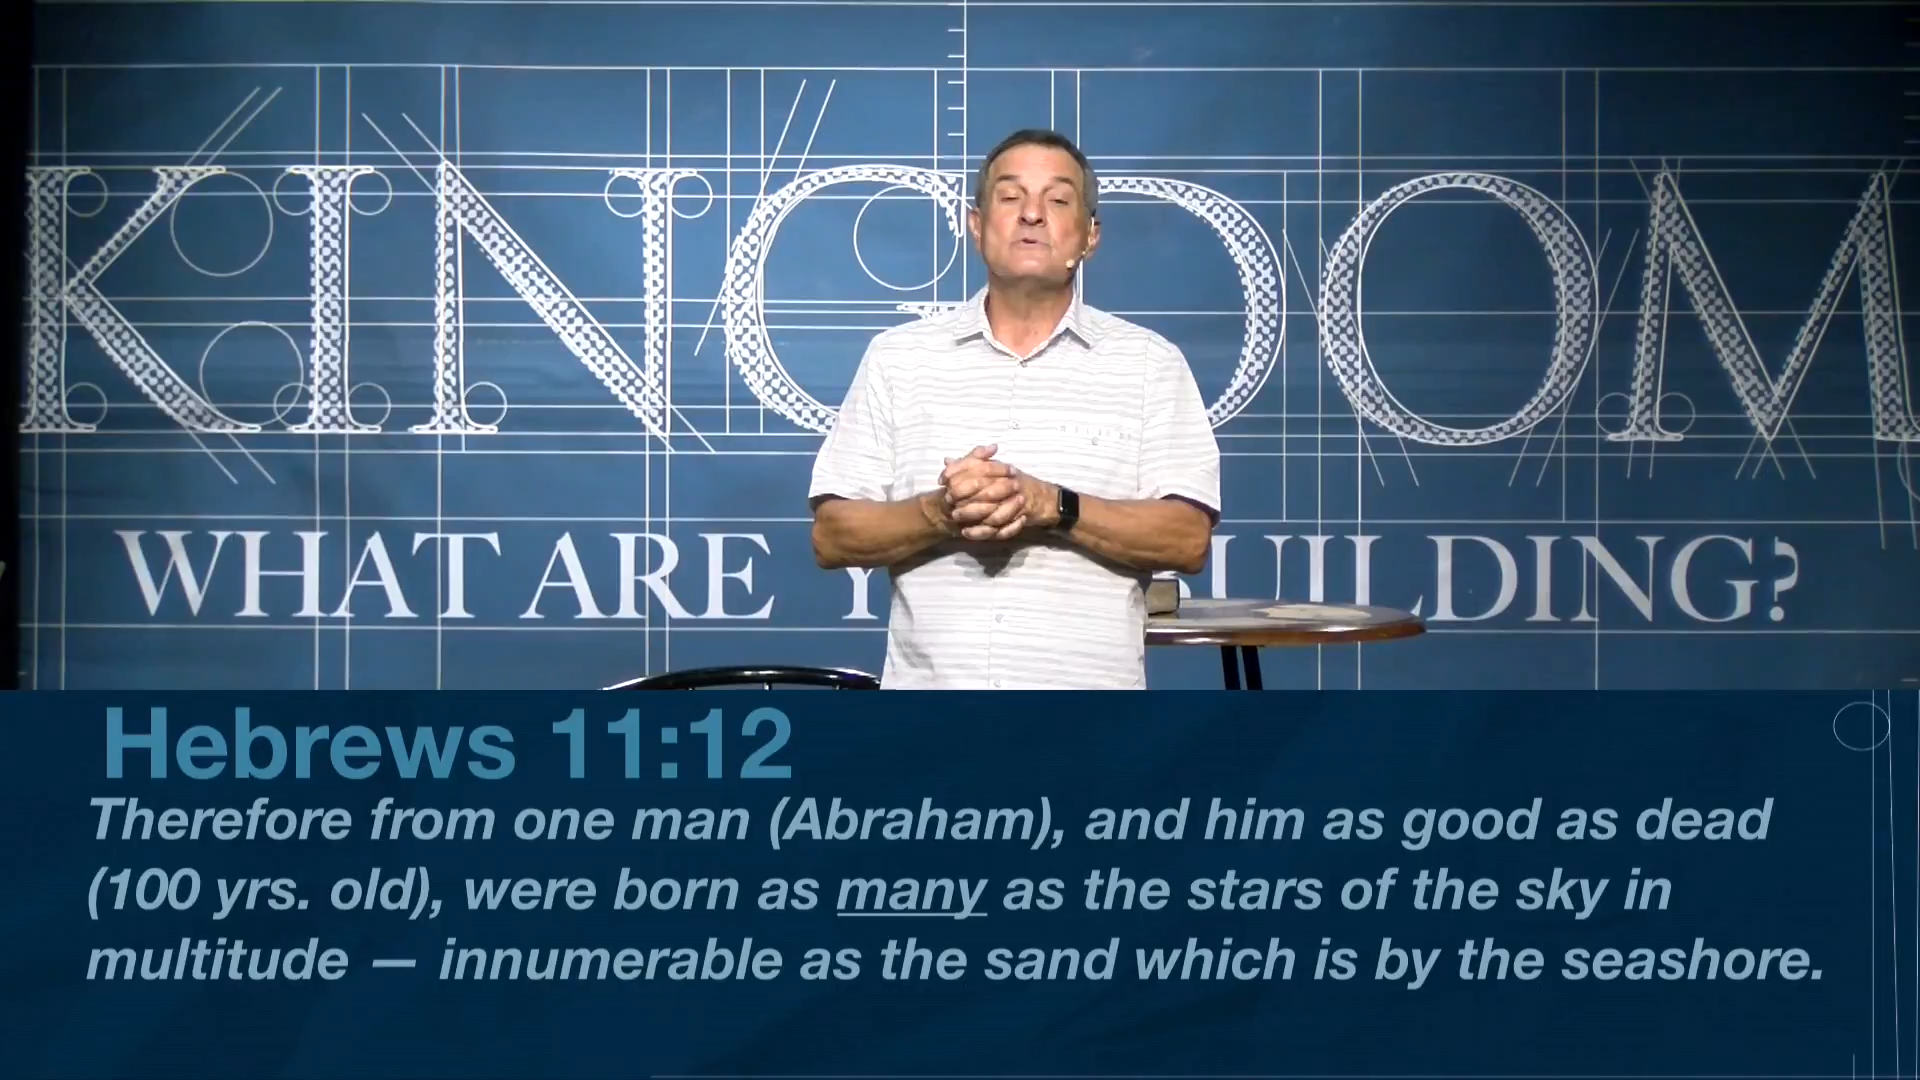 KINGDOM
WHAT ARE Y BUILDING?
Hebrews 11:12
Therefore from one man (Abraham), and him as good as dead
(100 yrs. old), were born as many as the stars of the sky in
multitude — innumerable as the sand which is by the seashore.